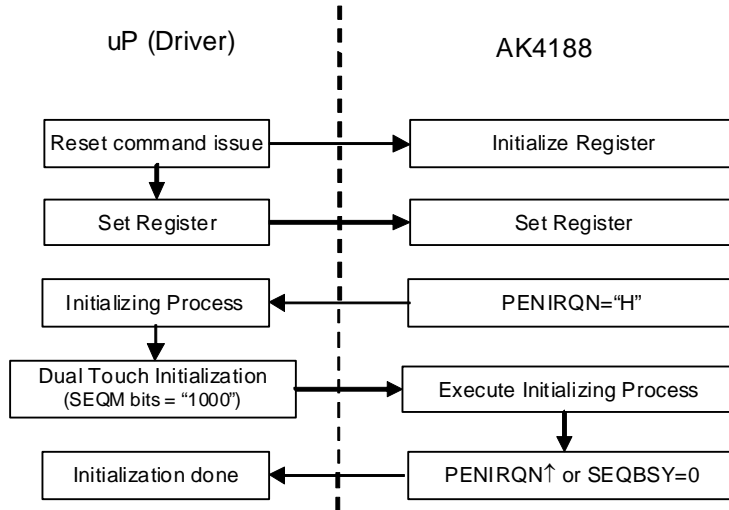 uP (Driver)
AK4188
Reset command issue
Initialize Register
Set Register
Set Register
Initializing Process
PENIRQN=“H”
Dual Touch Initialization
(SEQM bits = “1000”)
Execute Initializing Process
Initialization done
PENIRQN↑ or SEQBSY=0